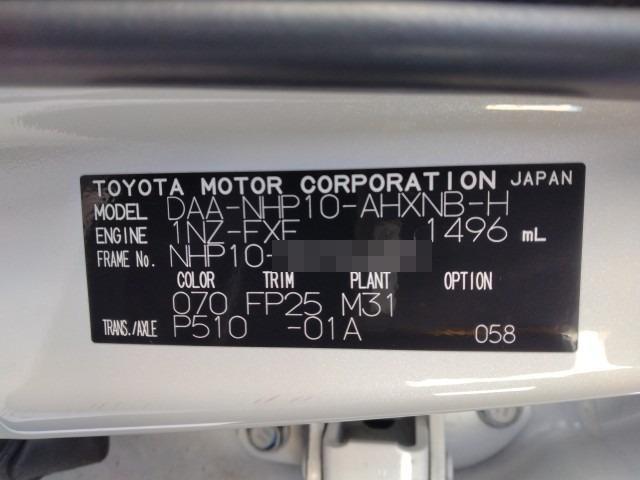 TOYOTA MOTOR CORPORATION JAPAN
MODEL DAA-NHP10-AHXNB-H
ENGINE 1NZ-FXE 1496 mL
FRAME No. NHP10-
COLOR TRIM PLANT OPTION
070 FP25 M31
TRANS./AXLE P510 -01A 058